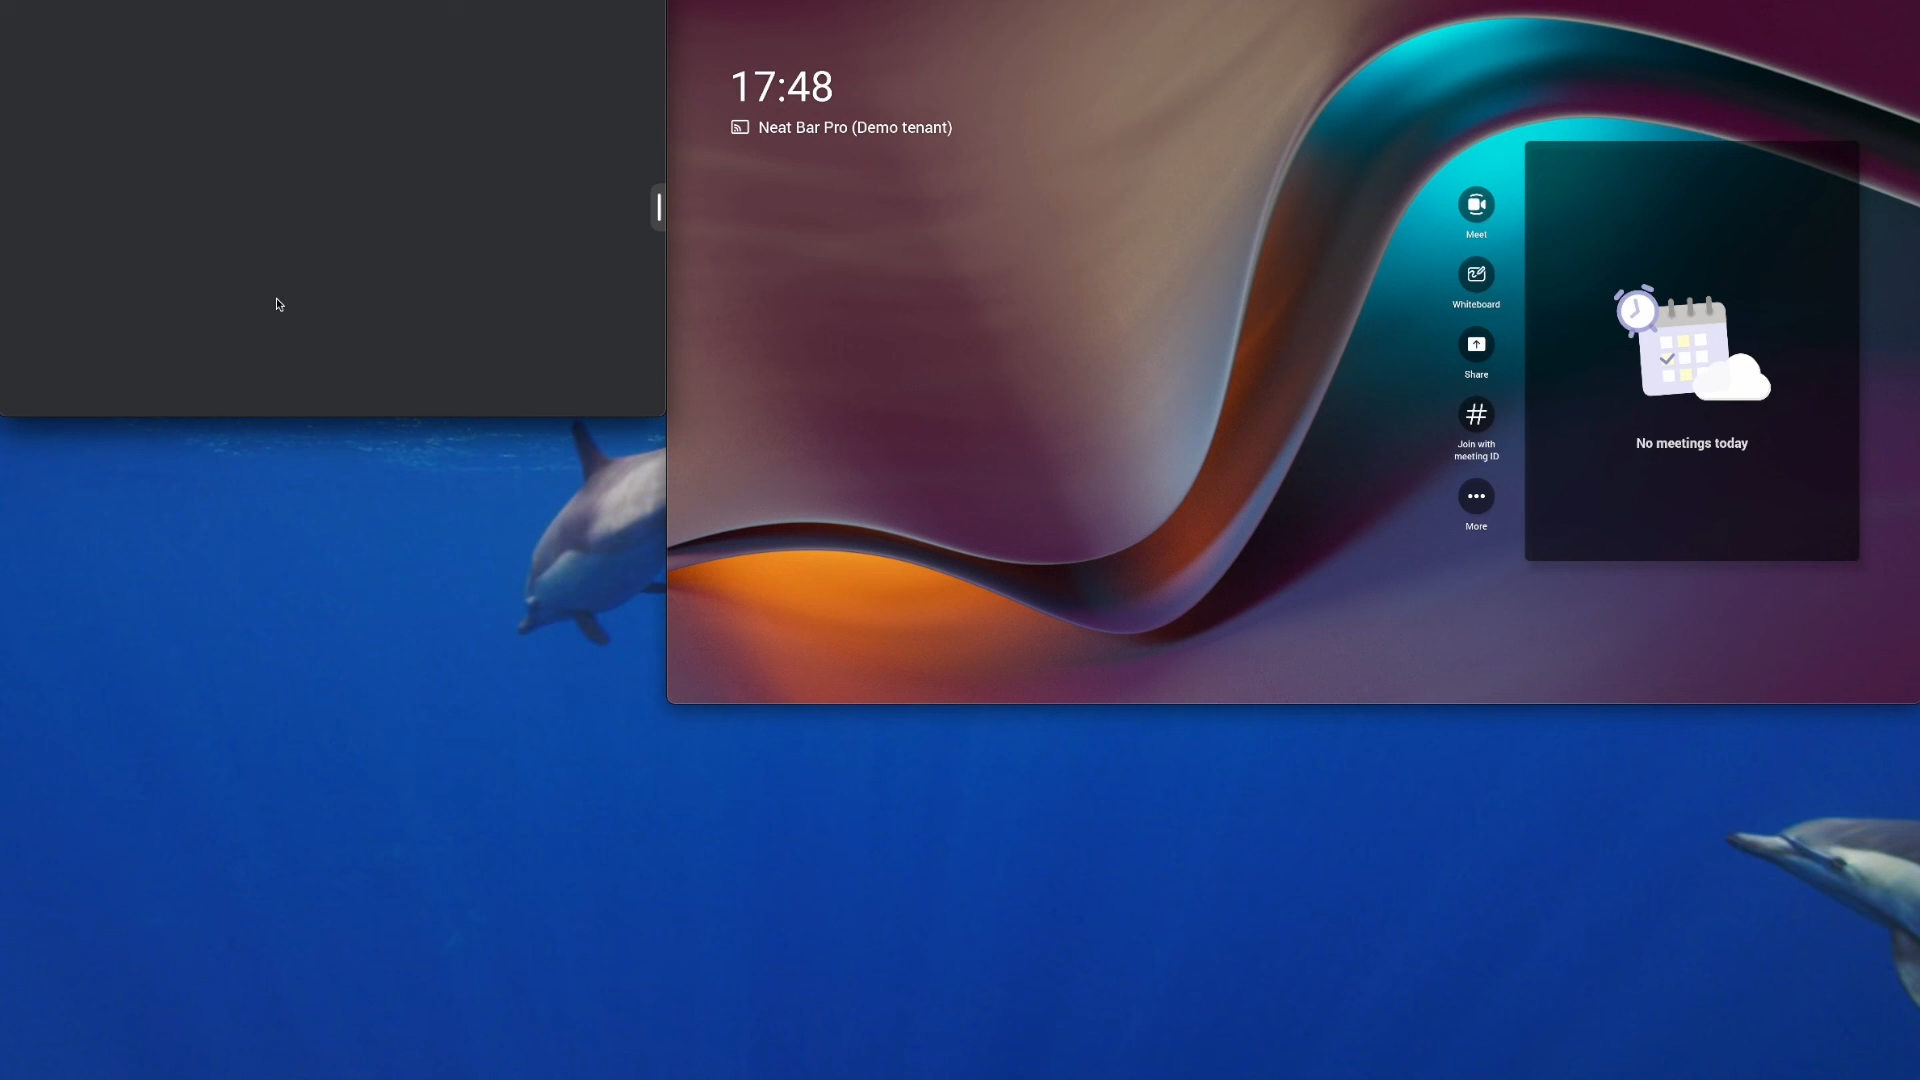 17:48
Neat Bar Pro (Demo tenant)
Meet
Whiteboard
Share
Join with
meeting ID
More
No meetings today